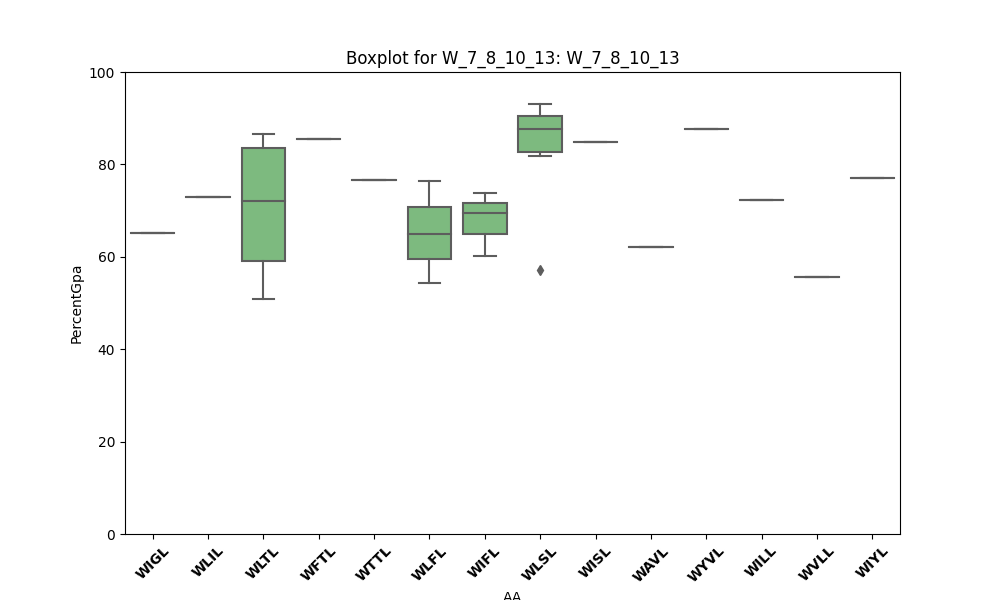 Boxplot for W_7_8_10_13: W_7_8_10_13
PercentGpa
100
80
60
40
20
0
WIGL WLIL WLTL WFTL WTTL WLFL WIFL WLSL WISL WAVL WYVL WILL WVLL WIYL
AA